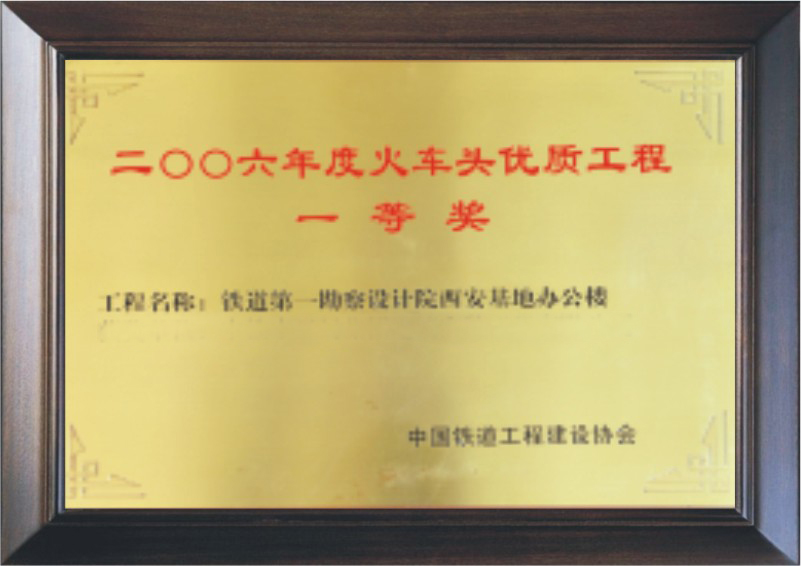 二〇〇六年度火车头优质工程
一等奖
工程名称：铁道第一勘察设计院西安基地办公楼
中国铁道工程建设协会